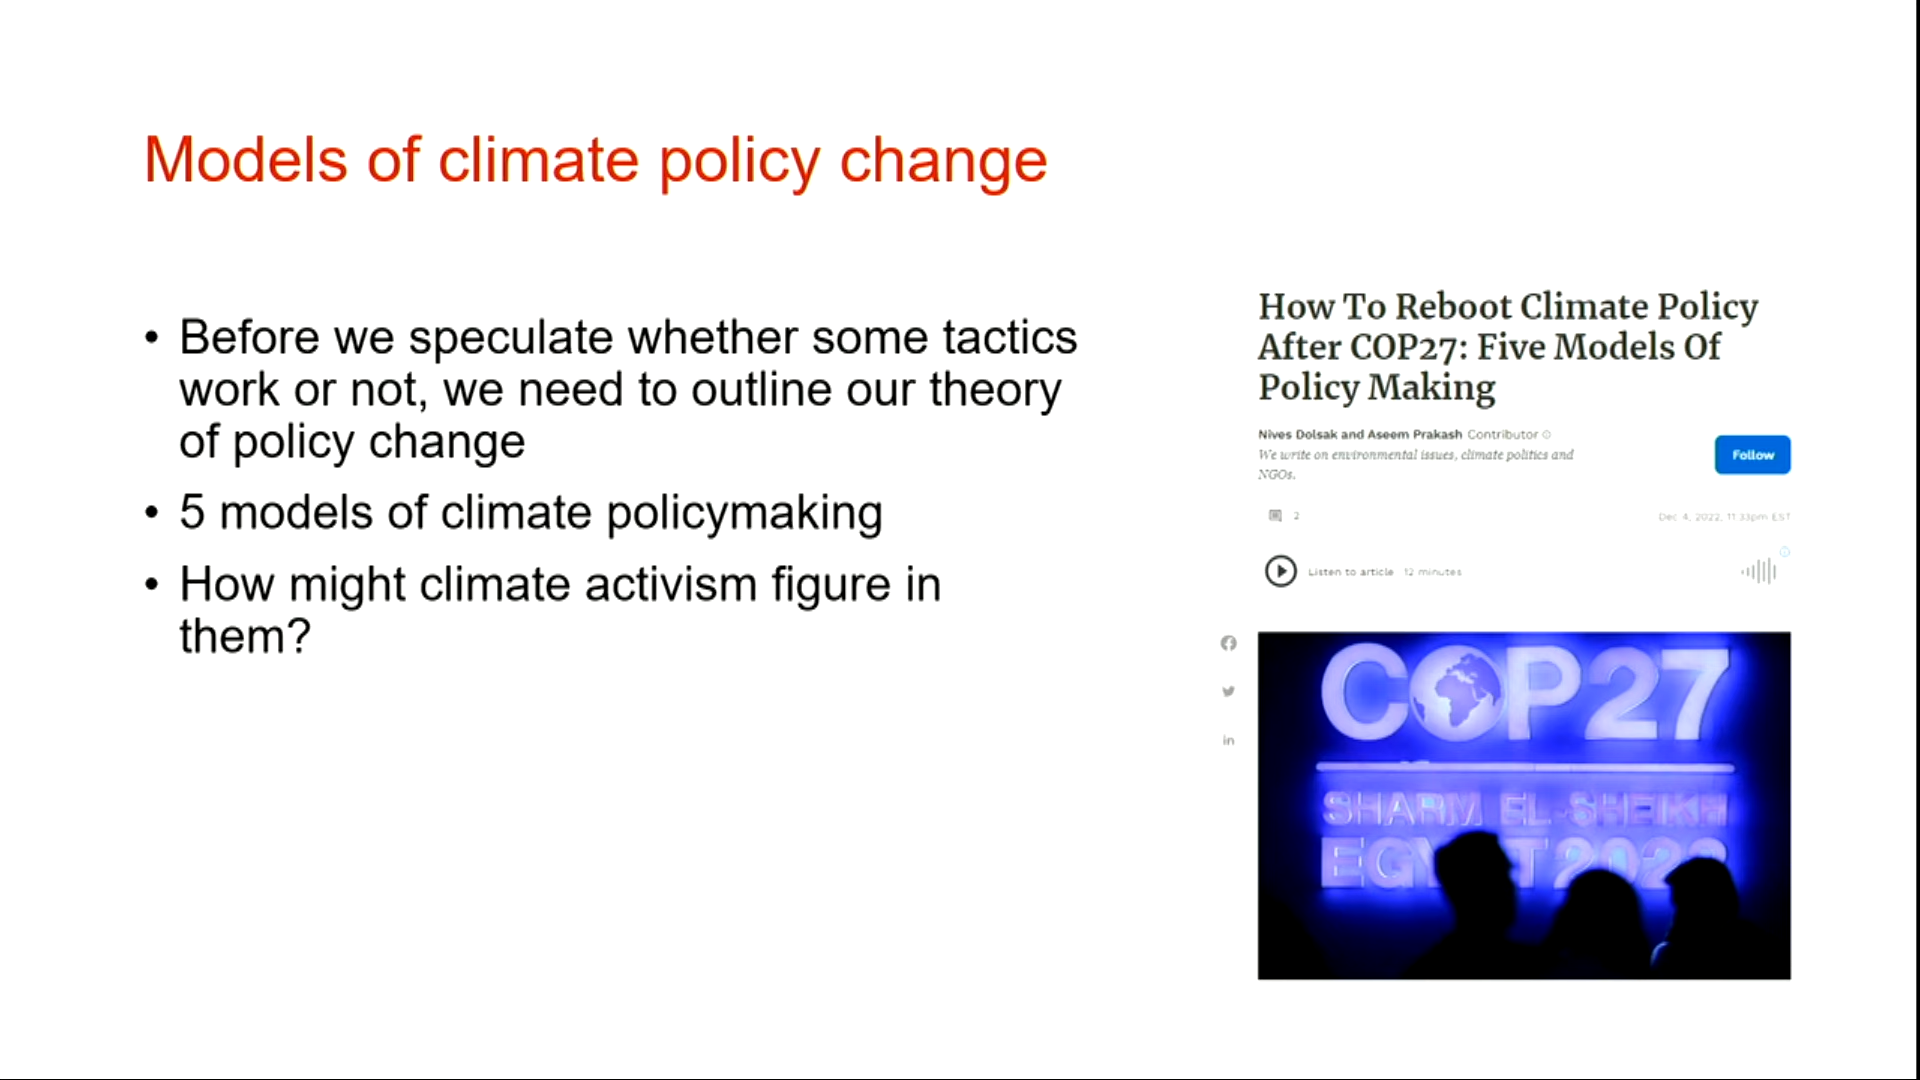 Models of climate policy change
• Before we speculate whether some tactics
work or not, we need to outline our theory
of policy change
• 5 models of climate policymaking
• How might climate activism figure in
them?
How To Reboot Climate Policy
After COP27: Five Models Of
Policy Making
Nives Dolsak and Aseem Prakash Contributor
We write on environmental issues, climate politics and
NGOs.
Follow
2
Dec 4, 2022, 11:33pm EST
Listen to article 12 minutes
in
COP27
SHARM EL-SHEIKH
EGYPT 2022